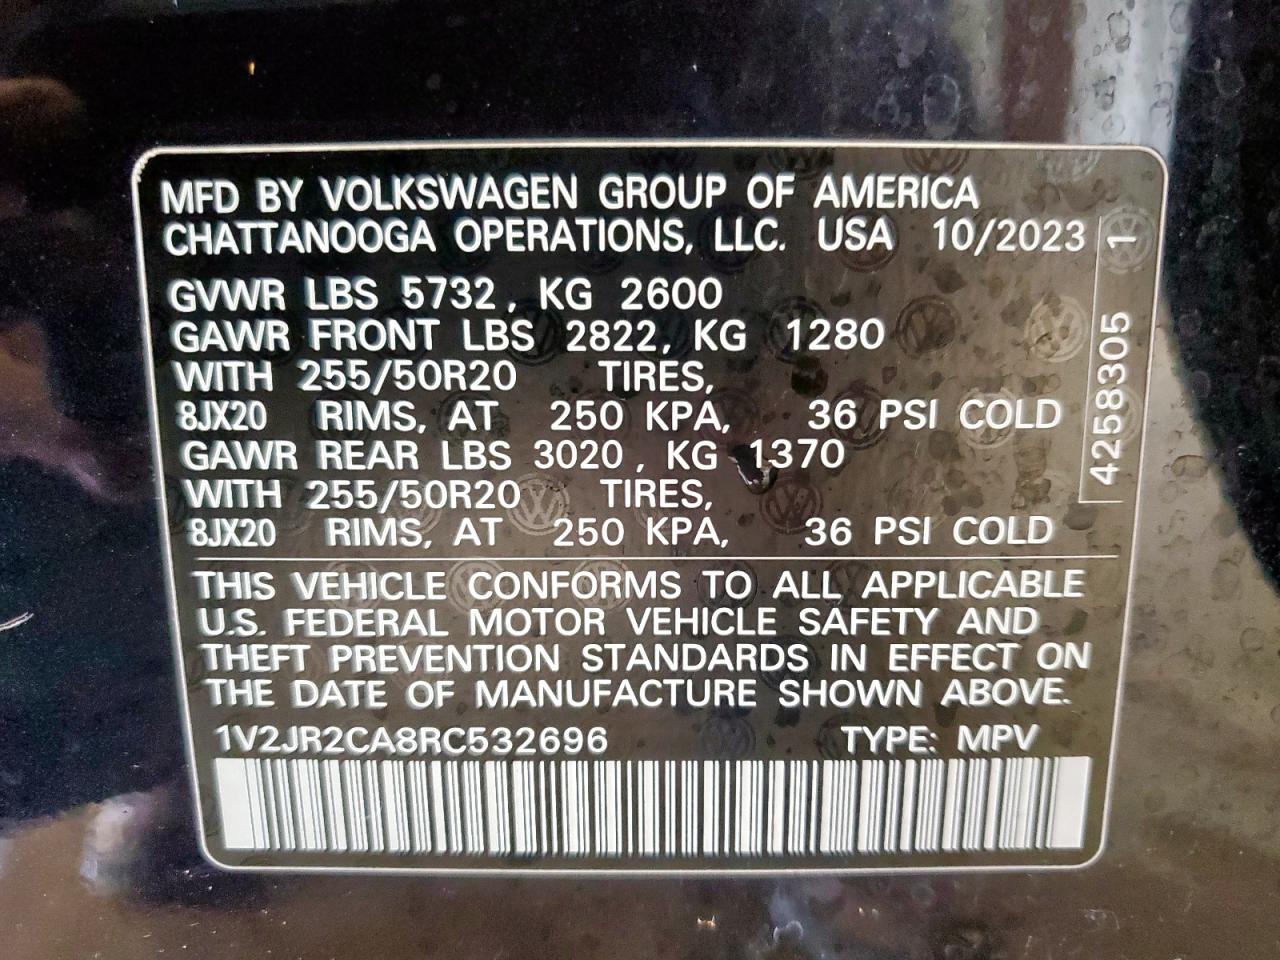 MFD BY VOLKSWAGEN GROUP OF AMERICA
CHATTANOOGA OPERATIONS, LLC. USA 10/2023
GVWR LBS 5732, KG 2600
GAWR FRONT LBS 2822, KG 1280
WITH 255/50R20 TIRES,
8JX20 RIMS, AT 250 KPA, 36 PSI COLD
GAWR REAR LBS 3020, KG 1370
WITH 255/50R20 TIRES,
8JX20 RIMS, AT 250 KPA, 36 PSI COLD
THIS VEHICLE CONFORMS TO ALL APPLICABLE
U.S. FEDERAL MOTOR VEHICLE SAFETY AND
THEFT PREVENTION STANDARDS IN EFFECT ON
THE DATE OF MANUFACTURE SHOWN ABOVE.
1V2JR2CA8RC532696 TYPE: MPV
4258305 1